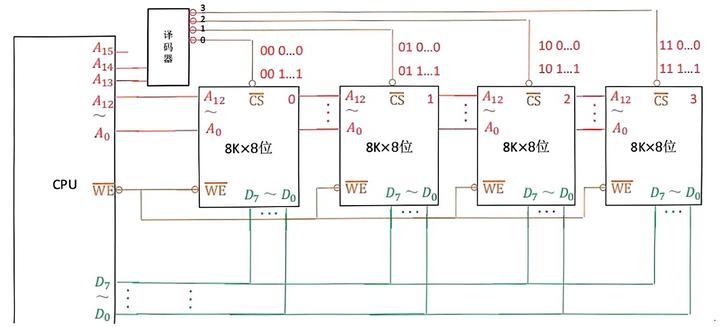 3
2
1
0
译码器
A15
A14
A13
A12
~
A0
CPU
WE
D7
~
D0
00 0...0
00 1...1
01 0...0
01 1...1
10 0...0
10 1...1
11 0...0
11 1...1
A12 CS 0
~
A0
8K×8位
WE
D7 ~ D0
...
A12 CS 1
~
A0
8K×8位
WE
D7 ~ D0
...
A12 CS 2
~
A0
8K×8位
WE
D7 ~ D0
...
A12 CS 3
~
A0
8K×8位
WE
D7 ~ D0
...